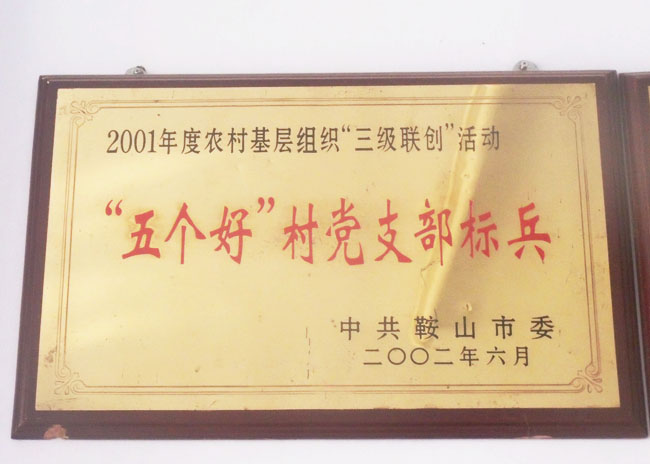 2001年度农村基层组织“三级联创”活动
“五个好”村党支部标兵
中共鞍山市委
二〇〇二年六月